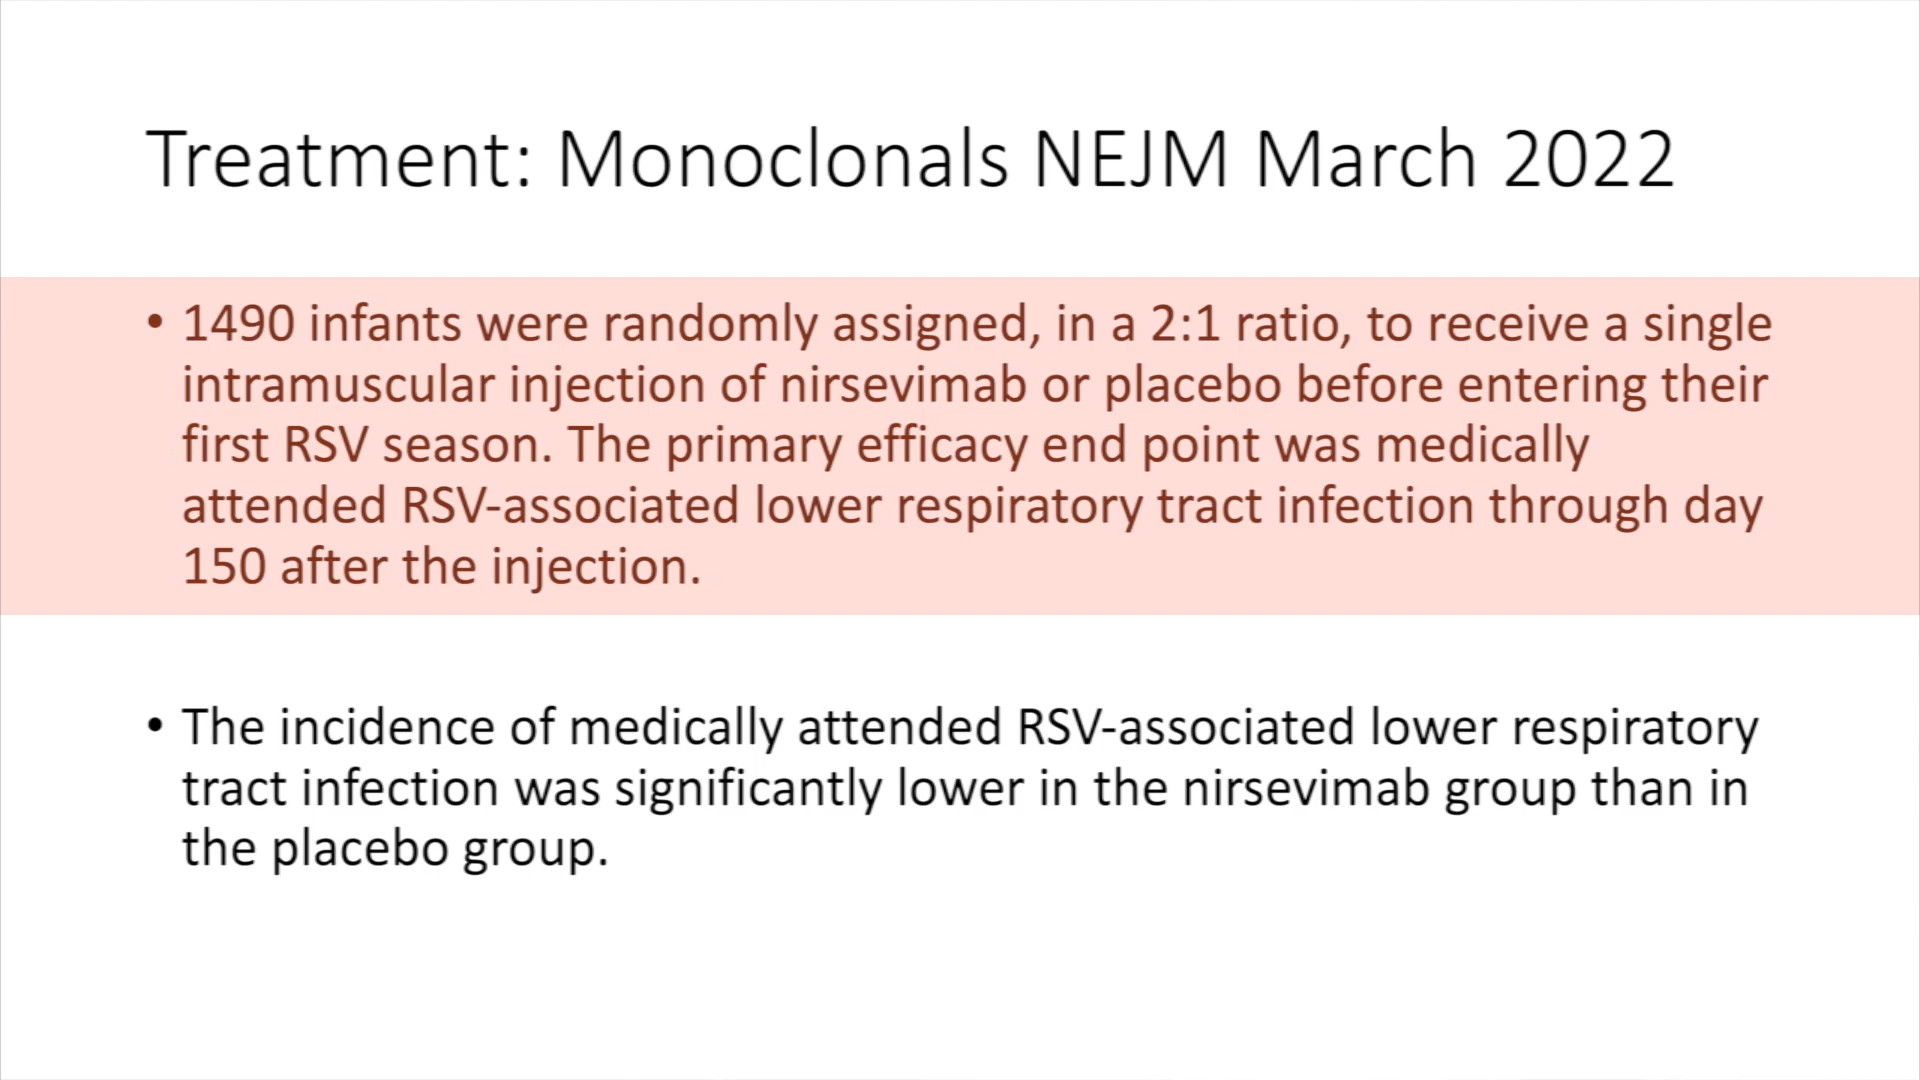 Treatment: Monoclonals NEJM March 2022
• 1490 infants were randomly assigned, in a 2:1 ratio, to receive a single
intramuscular injection of nirsevimab or placebo before entering their
first RSV season. The primary efficacy end point was medically
attended RSV-associated lower respiratory tract infection through day
150 after the injection.
• The incidence of medically attended RSV-associated lower respiratory
tract infection was significantly lower in the nirsevimab group than in
the placebo group.